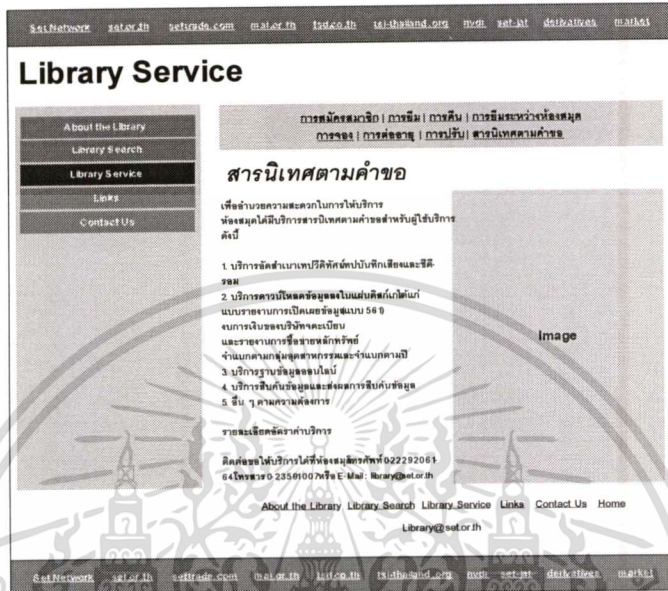 Set Network set.or.th settrade.com mai.or.th tsd.co.th tsi-thailand.org nvdr set-jat derivatives market
Library Service
About the Library
Library Search
Library Service
Links
Contact Us
การสมัครสมาชิก | การยืม | การคืน | การยืมระหว่างห้องสมุด
การจอง | การต่ออายุ | การปรับ | สารนิเทศตามคำขอ
สารนิเทศตามคำขอ
เพื่ออำนวยความสะดวกในการให้บริการ
ห้องสมุดได้มีบริการสารนิเทศตามคำขอสำหรับผู้ใช้บริการ
ดังนี้
1. บริการอัดสำเนาเทปวีดิทัศน์เทปบันทึกเสียงและซีดี-
รอม
2. บริการดาวน์โหลดข้อมูลลงในแผ่นดิสก์เก็ตได้แก่
แบบรายงานการเปิดเผยข้อมูล(แบบ 561)
งบการเงินของบริษัทจดทะเบียน
และรายงานการซื้อขายหลักทรัพย์
จำแนกตามกลุ่มอุตสาหกรรมและจำแนกตามปี
3. บริการฐานข้อมูลออนไลน์
4. บริการสืบค้นข้อมูลและส่งผลการสืบค้นข้อมูล
5. อื่น ๆ ตามความต้องการ
รายละเอียดอัตราค่าบริการ
ติดต่อขอใช้บริการได้ที่ห้องสมุดโทรศัพท์ 022292061-
64 โทรสาร 0-23591007 หรือ E-Mail : library@set.or.th
Image
About the Library Library Search Library Service Links Contact Us Home
Library@set.or.th
Set Network set.or.th settrade.com mai.or.th tsd.co.th tsi-thailand.org nvdr set-jat derivatives market